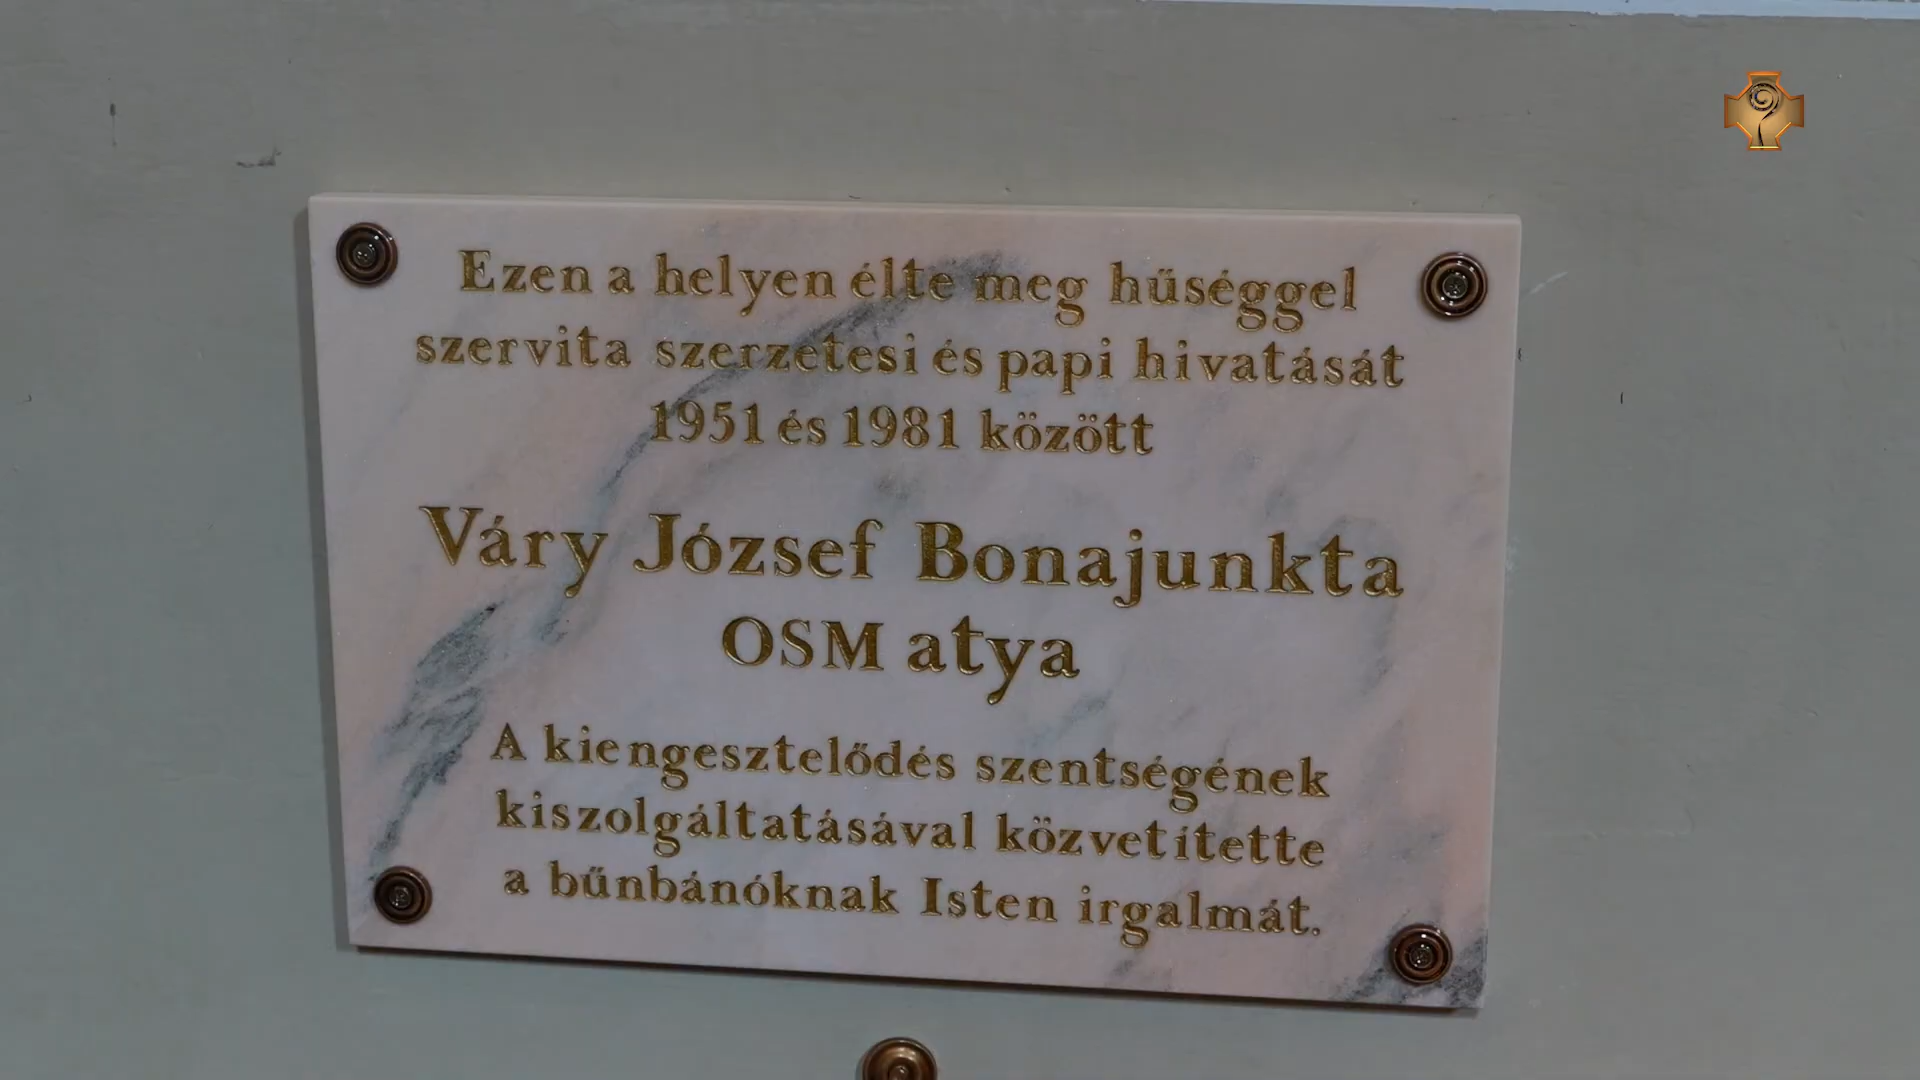 Ezen a helyen élte meg hűséggel
szervita szerzetesi és papi hivatását
1951 és 1981 között
Váry József Bonajunkta
OSM atya
A kiengesztelődés szentségének
kiszolgáltatásával közvetítette
a bűnbánóknak Isten irgalmát.